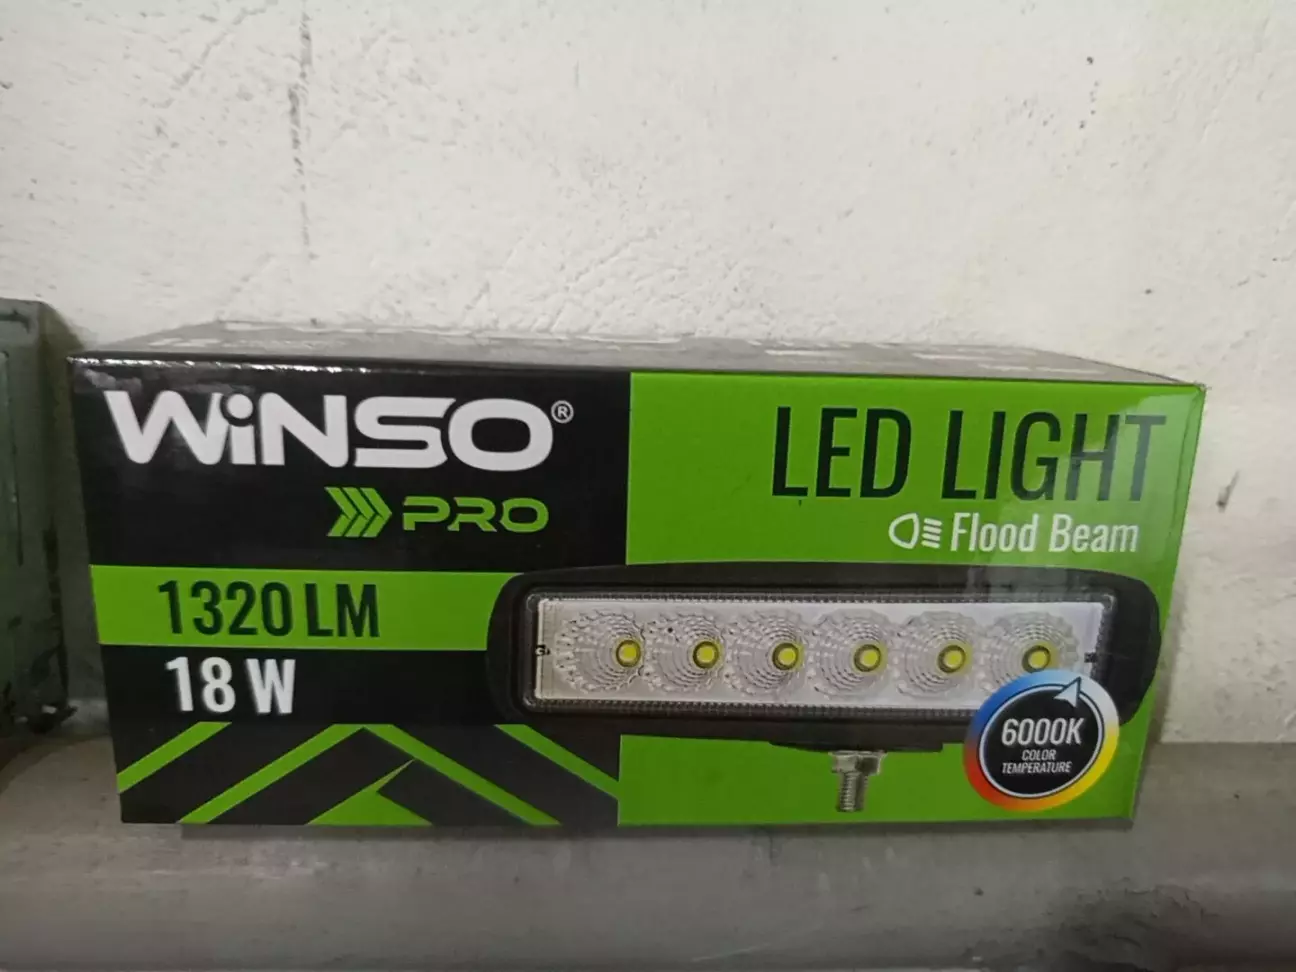 WiNSO®
PRO
1320 LM
18 W
LED LIGHT
Flood Beam
6000K
COLOR
TEMPERATURE